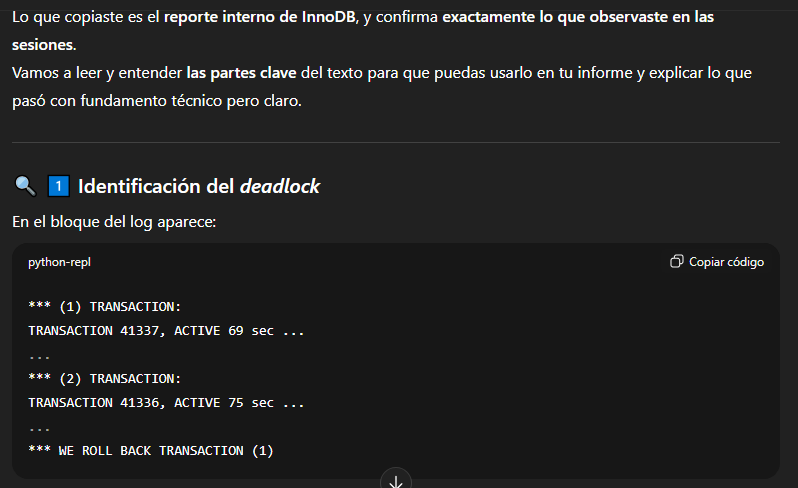 Lo que copiaste es el reporte interno de InnoDB, y confirma exactamente lo que observaste en las
sesiones.
Vamos a leer y entender las partes clave del texto para que puedas usarlo en tu informe y explicar lo que
pasó con fundamento técnico pero claro.
🔍 1️⃣ Identificación del deadlock
En el bloque del log aparece:
python-repl
Copiar código
*** (1) TRANSACTION:
TRANSACTION 41337, ACTIVE 69 sec ...
...
*** (2) TRANSACTION:
TRANSACTION 41336, ACTIVE 75 sec ...
...
*** WE ROLL BACK TRANSACTION (1)